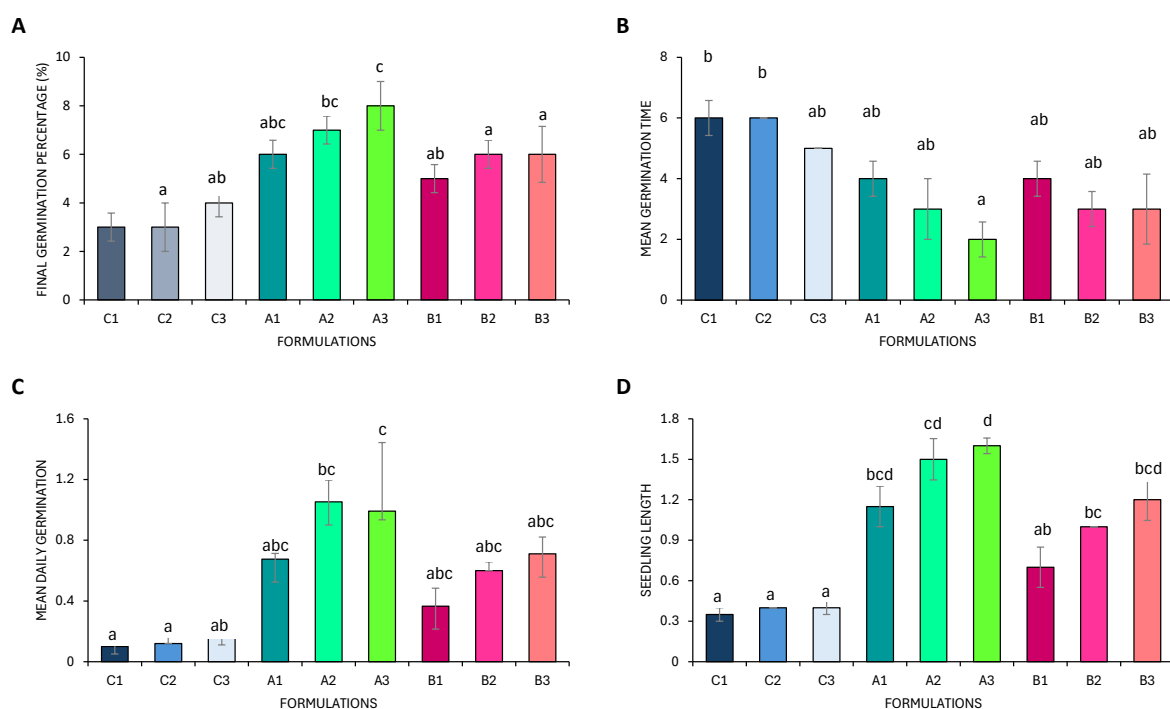 A
FINAL GERMINATION PERCENTAGE (%)
10
8
6
4
2
0
a
ab
abc
bc
c
ab
a
a
C1 C2 C3 A1 A2 A3 B1 B2 B3
FORMULATIONS
B
MEAN GERMINATION TIME
8
6
4
2
0
b
b
ab
ab
ab
a
ab
ab
ab
C1 C2 C3 A1 A2 A3 B1 B2 B3
FORMULATIONS
C
MEAN DAILY GERMINATION
1.6
1.2
0.8
0.4
0
a
a
ab
abc
bc
c
abc
abc
abc
C1 C2 C3 A1 A2 A3 B1 B2 B3
FORMULATIONS
D
SEEDLING LENGTH
1.8
1.5
1.2
0.9
0.6
0.3
0
a
a
a
bcd
cd
d
ab
bc
bcd
C1 C2 C3 A1 A2 A3 B1 B2 B3
FORMULATIONS